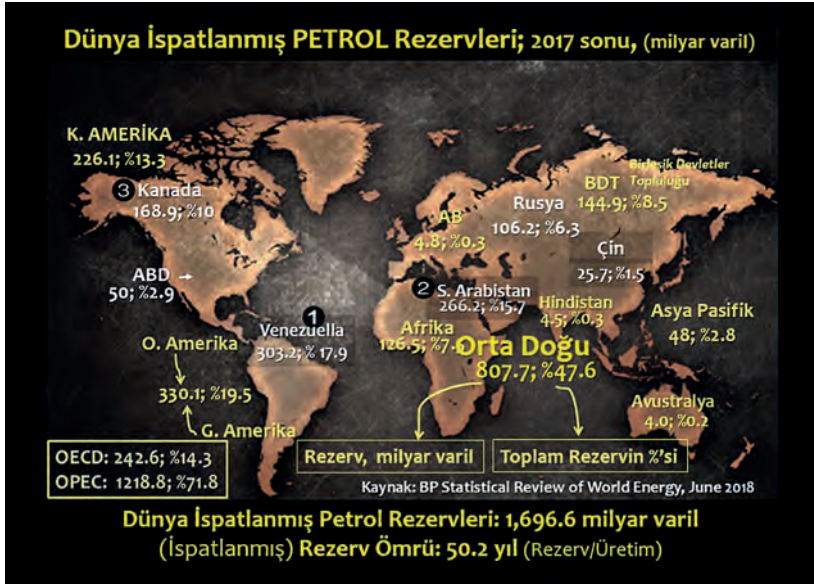 Dünya İspatlanmış PETROL Rezervleri; 2017 sonu, (milyar varil)
K. AMERİKA
226.1; %13.3
3 Kanada
168.9; %10
ABD
50; %2.9
1
Venezuella
303.2; % 17.9
O. Amerika
330.1; %19.5
G. Amerika
AB
4.8; %0.3
Rusya
106.2; %6.3
Birleşik Devletler
Topluluğu
BDT
144.9; %8.5
Çin
25.7; %1.5
2 S. Arabistan
266.2; %15.7
Afrika
126.5; %7.
Hindistan
4.5; %0.3
Asya Pasifik
48; %2.8
Orta Doğu
807.7; %47.6
Avustralya
4.0; %0.2
OECD: 242.6; %14.3
OPEC: 1218.8; %71.8
Rezerv, milyar varil
Toplam Rezervin %'si
Kaynak: BP Statistical Review of World Energy, June 2018
Dünya İspatlanmış Petrol Rezervleri: 1,696.6 milyar varil
(İspatlanmış) Rezerv Ömrü: 50.2 yıl (Rezerv/Üretim)